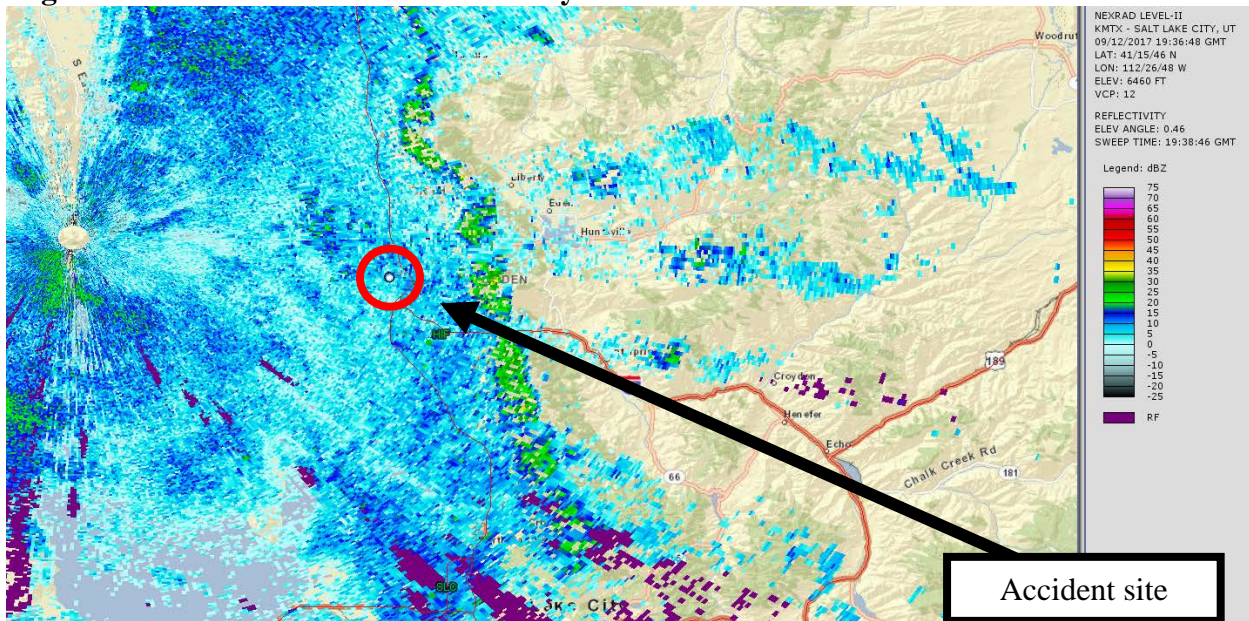 NEXRAD LEVEL-II
KMTX - SALT LAKE CITY, UT
09/12/2017 19:36:48 GMT
LAT: 41/15/46 N
LON: 112/26/48 W
ELEV: 6460 FT
VCP: 12
REFLECTIVITY
ELEV ANGLE: 0.46
SWEEP TIME: 19:38:46 GMT
Legend: dBZ
75
70
65
60
55
50
45
40
35
30
25
20
15
10
5
0
-5
-10
-15
-20
-25
RF
Woodruf
Liberty
HIF
189
Croydon
Henefer
Echo
Chalk Creek Rd
181
66
SLC
Accident site